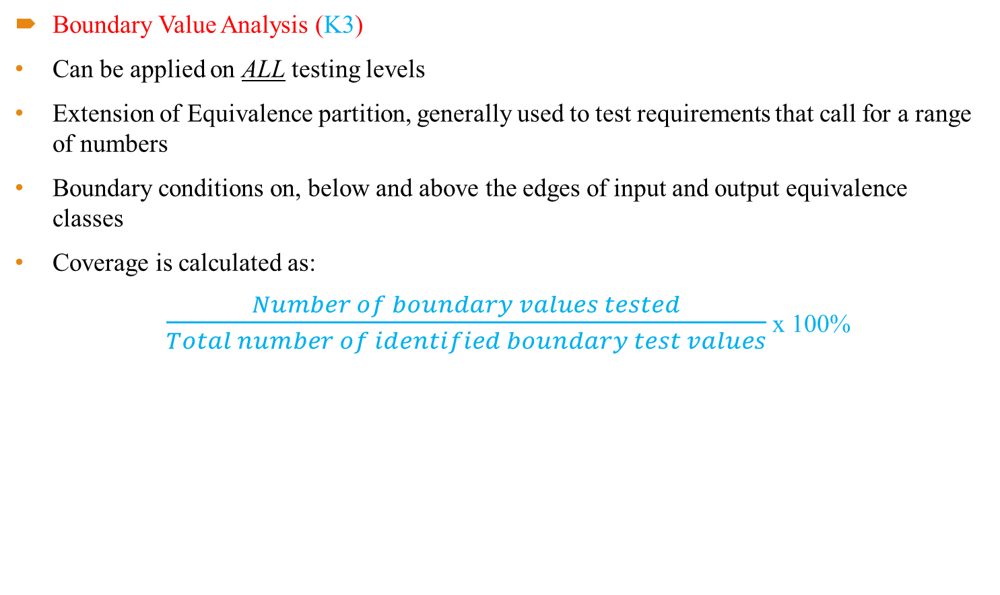 Boundary Value Analysis (K3)
• Can be applied on ALL testing levels
• Extension of Equivalence partition, generally used to test requirements that call for a range
of numbers
• Boundary conditions on, below and above the edges of input and output equivalence
classes
• Coverage is calculated as:
Number of boundary values tested
Total number of identified boundary test values
x 100%